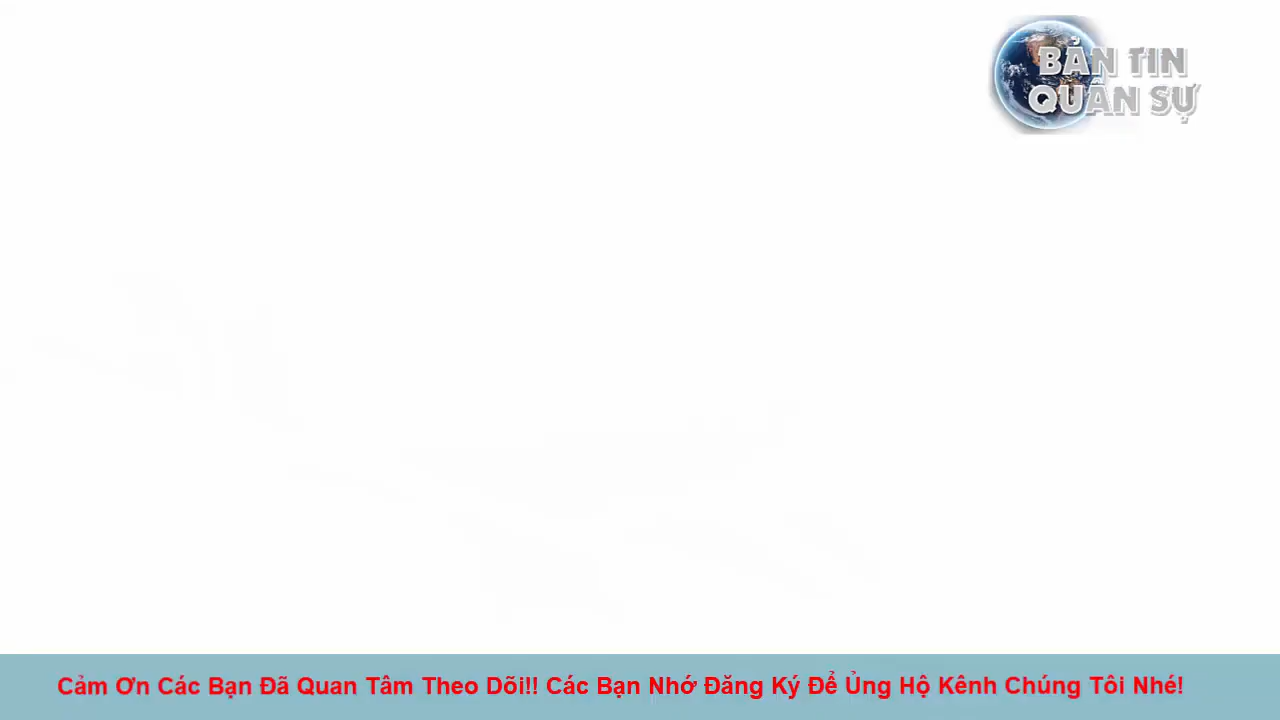 BẢN TIN
QUÂN SỰ
Cảm Ơn Các Bạn Đã Quan Tâm Theo Dõi!! Các Bạn Nhớ Đăng Ký Để Ủng Hộ Kênh Chúng Tôi Nhé!